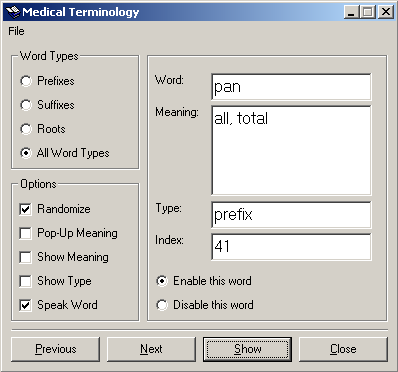 Medical Terminology
File
Word Types
Prefixes
Suffixes
Roots
All Word Types
Options
Randomize
Pop-Up Meaning
Show Meaning
Show Type
Speak Word
Word: pan
Meaning: all, total
Type: prefix
Index: 41
Enable this word
Disable this word
Previous Next Show Close